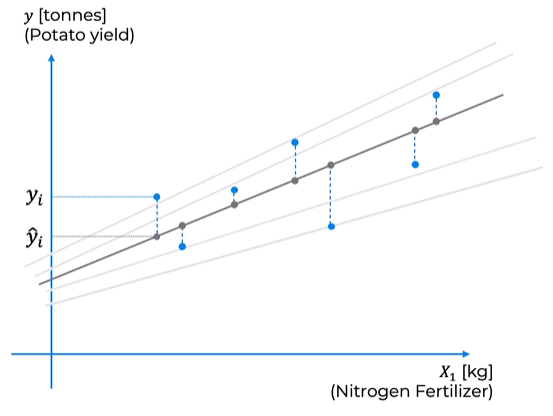 y [tonnes]
(Potato yield)
yᵢ
ŷᵢ
X₁ [kg]
(Nitrogen Fertilizer)